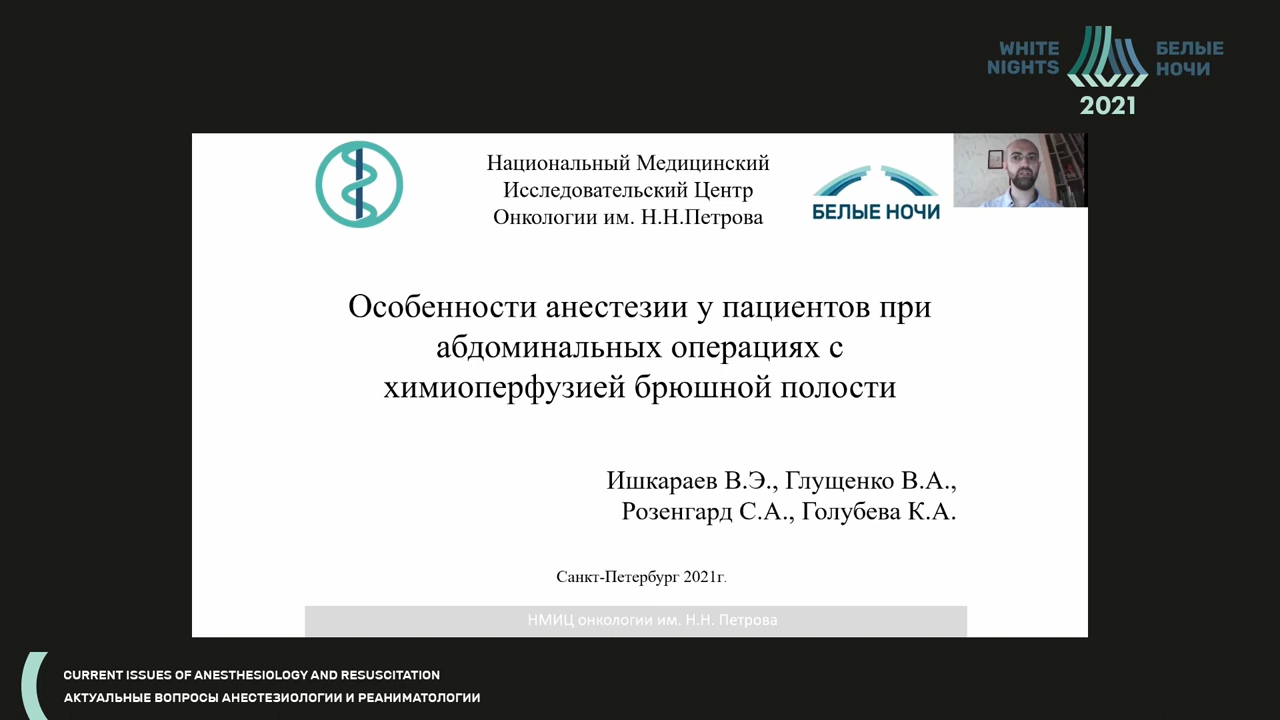 WHITE
NIGHTS
БЕЛЫЕ
НОЧИ
2021
Национальный Медицинский
Исследовательский Центр
Онкологии им. Н.Н.Петрова
БЕЛЫЕ НОЧИ
Особенности анестезии у пациентов при
абдоминальных операциях с
химиоперфузией брюшной полости
Ишкараев В.Э., Глущенко В.А.,
Розенгард С.А., Голубева К.А.
Санкт-Петербург 2021г.
НМИЦ онкологии им. Н.Н. Петрова
CURRENT ISSUES OF ANESTHESIOLOGY AND RESUSCITATION
АКТУАЛЬНЫЕ ВОПРОСЫ АНЕСТЕЗИОЛОГИИ И РЕАНИМАТОЛОГИИ